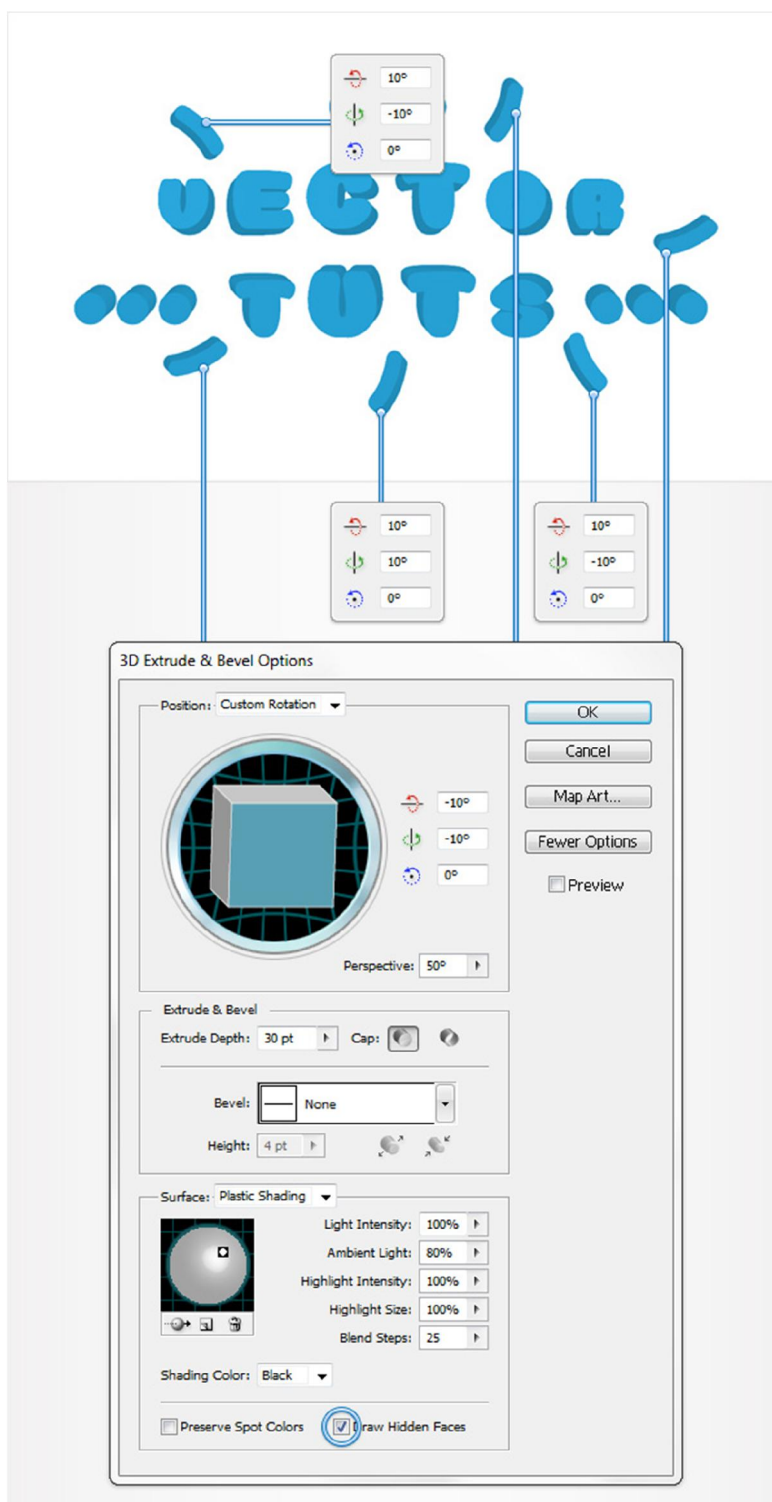 10°
-10°
0°
VECTOR
TUTS
10°
10°
0°
10°
-10°
0°
3D Extrude & Bevel Options
Position: Custom Rotation
OK
Cancel
Map Art...
Fewer Options
Preview
-10°
-10°
0°
Perspective: 50°
Extrude & Bevel
Extrude Depth: 30 pt Cap:
Bevel: None
Height: 4 pt
Surface: Plastic Shading
Light Intensity: 100%
Ambient Light: 80%
Highlight Intensity: 100%
Highlight Size: 100%
Blend Steps: 25
Shading Color: Black
Preserve Spot Colors Draw Hidden Faces